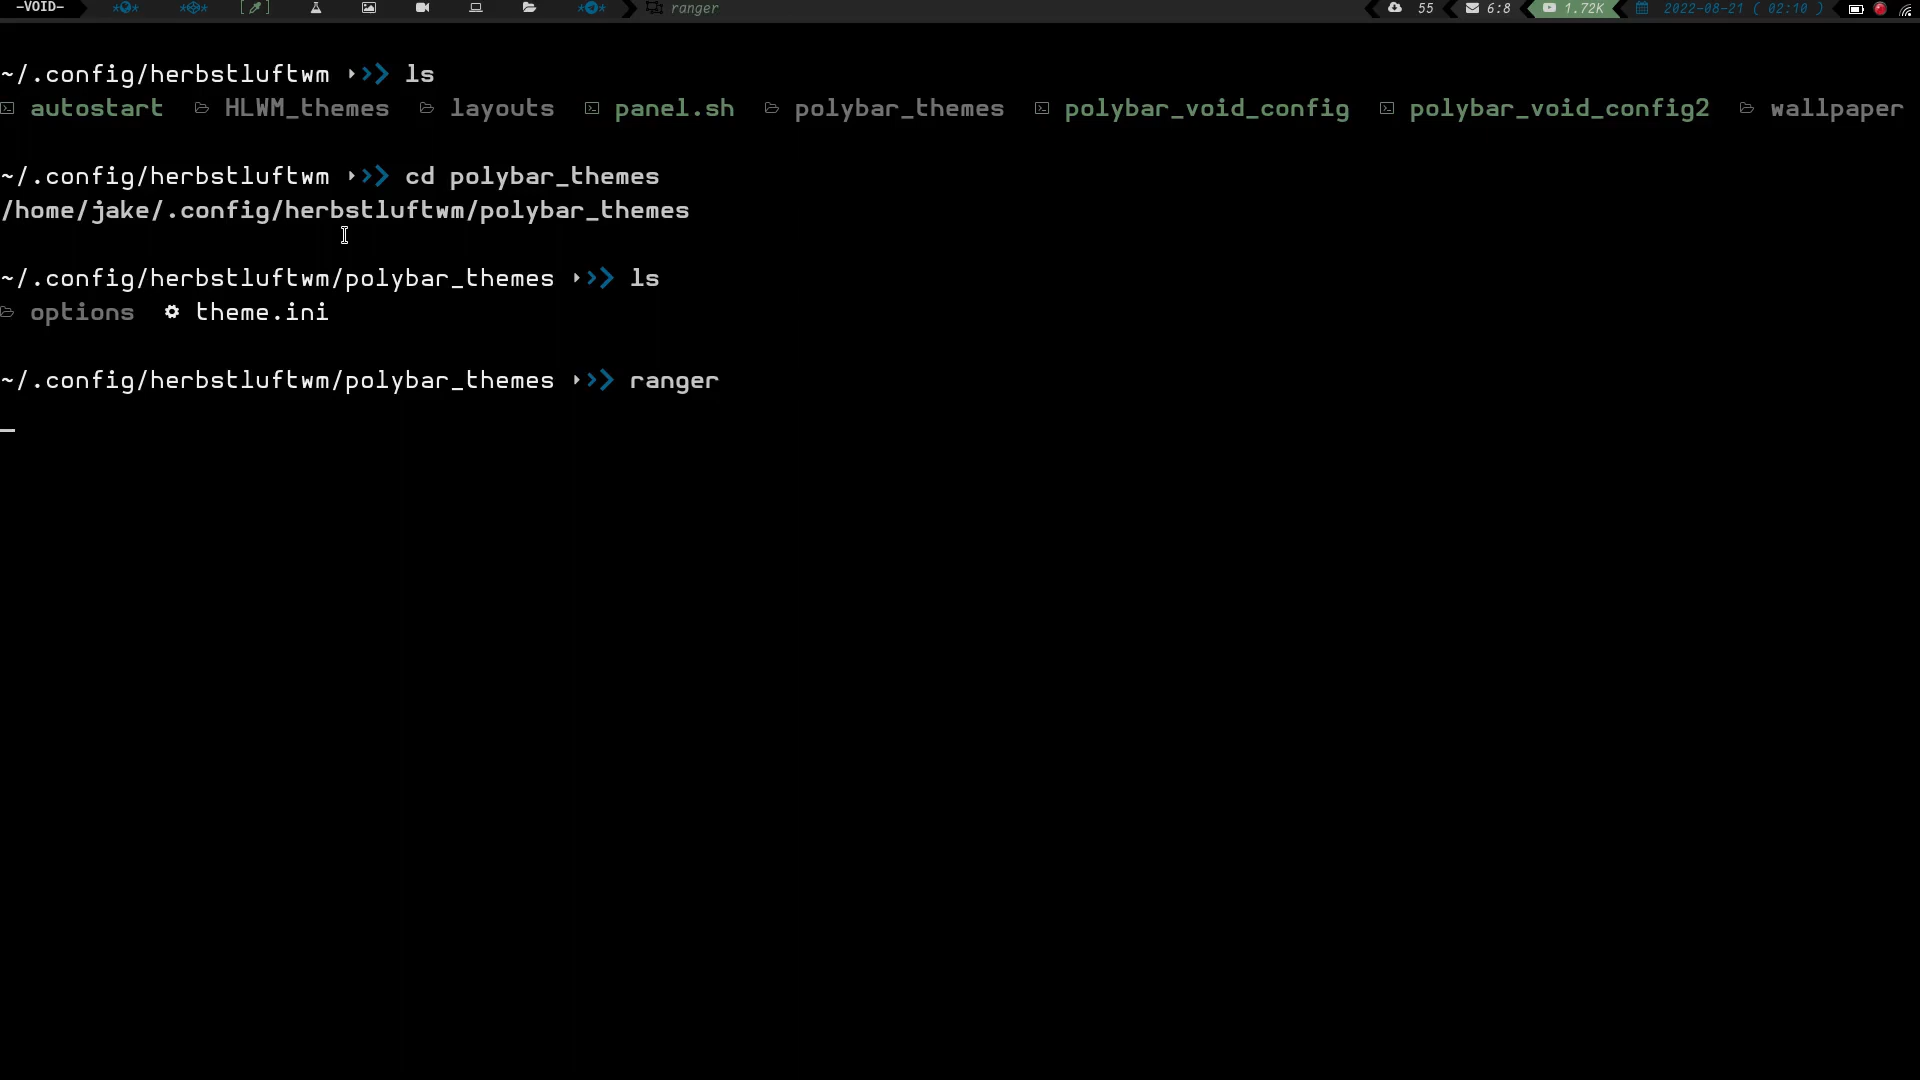 -VOID- ranger 55 6:8 1.72K 2022-08-21 ( 02:10 )
~/.config/herbstluftwm ls
autostart HLWM_themes layouts panel.sh polybar_themes polybar_void_config polybar_void_config2 wallpaper
~/.config/herbstluftwm cd polybar_themes
/home/jake/.config/herbstluftwm/polybar_themes
~/.config/herbstluftwm/polybar_themes ls
options theme.ini
~/.config/herbstluftwm/polybar_themes ranger